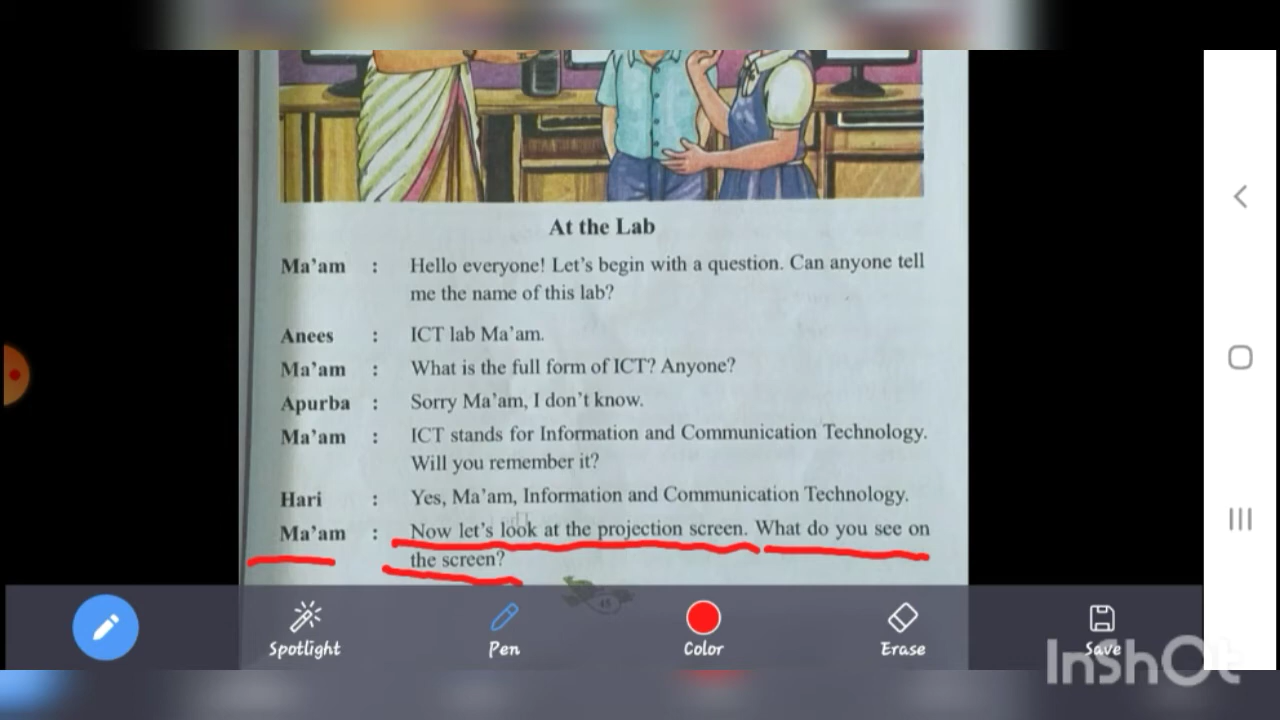 At the Lab
Ma'am : Hello everyone! Let's begin with a question. Can anyone tell
me the name of this lab?
Anees : ICT lab Ma'am.
Ma'am : What is the full form of ICT? Anyone?
Apurba : Sorry Ma'am, I don't know.
Ma'am : ICT stands for Information and Communication Technology.
Will you remember it?
Hari : Yes, Ma'am, Information and Communication Technology.
Ma'am : Now let's look at the projection screen. What do you see on
the screen?
45
Spotlight Pen Color Erase Save
InShOt